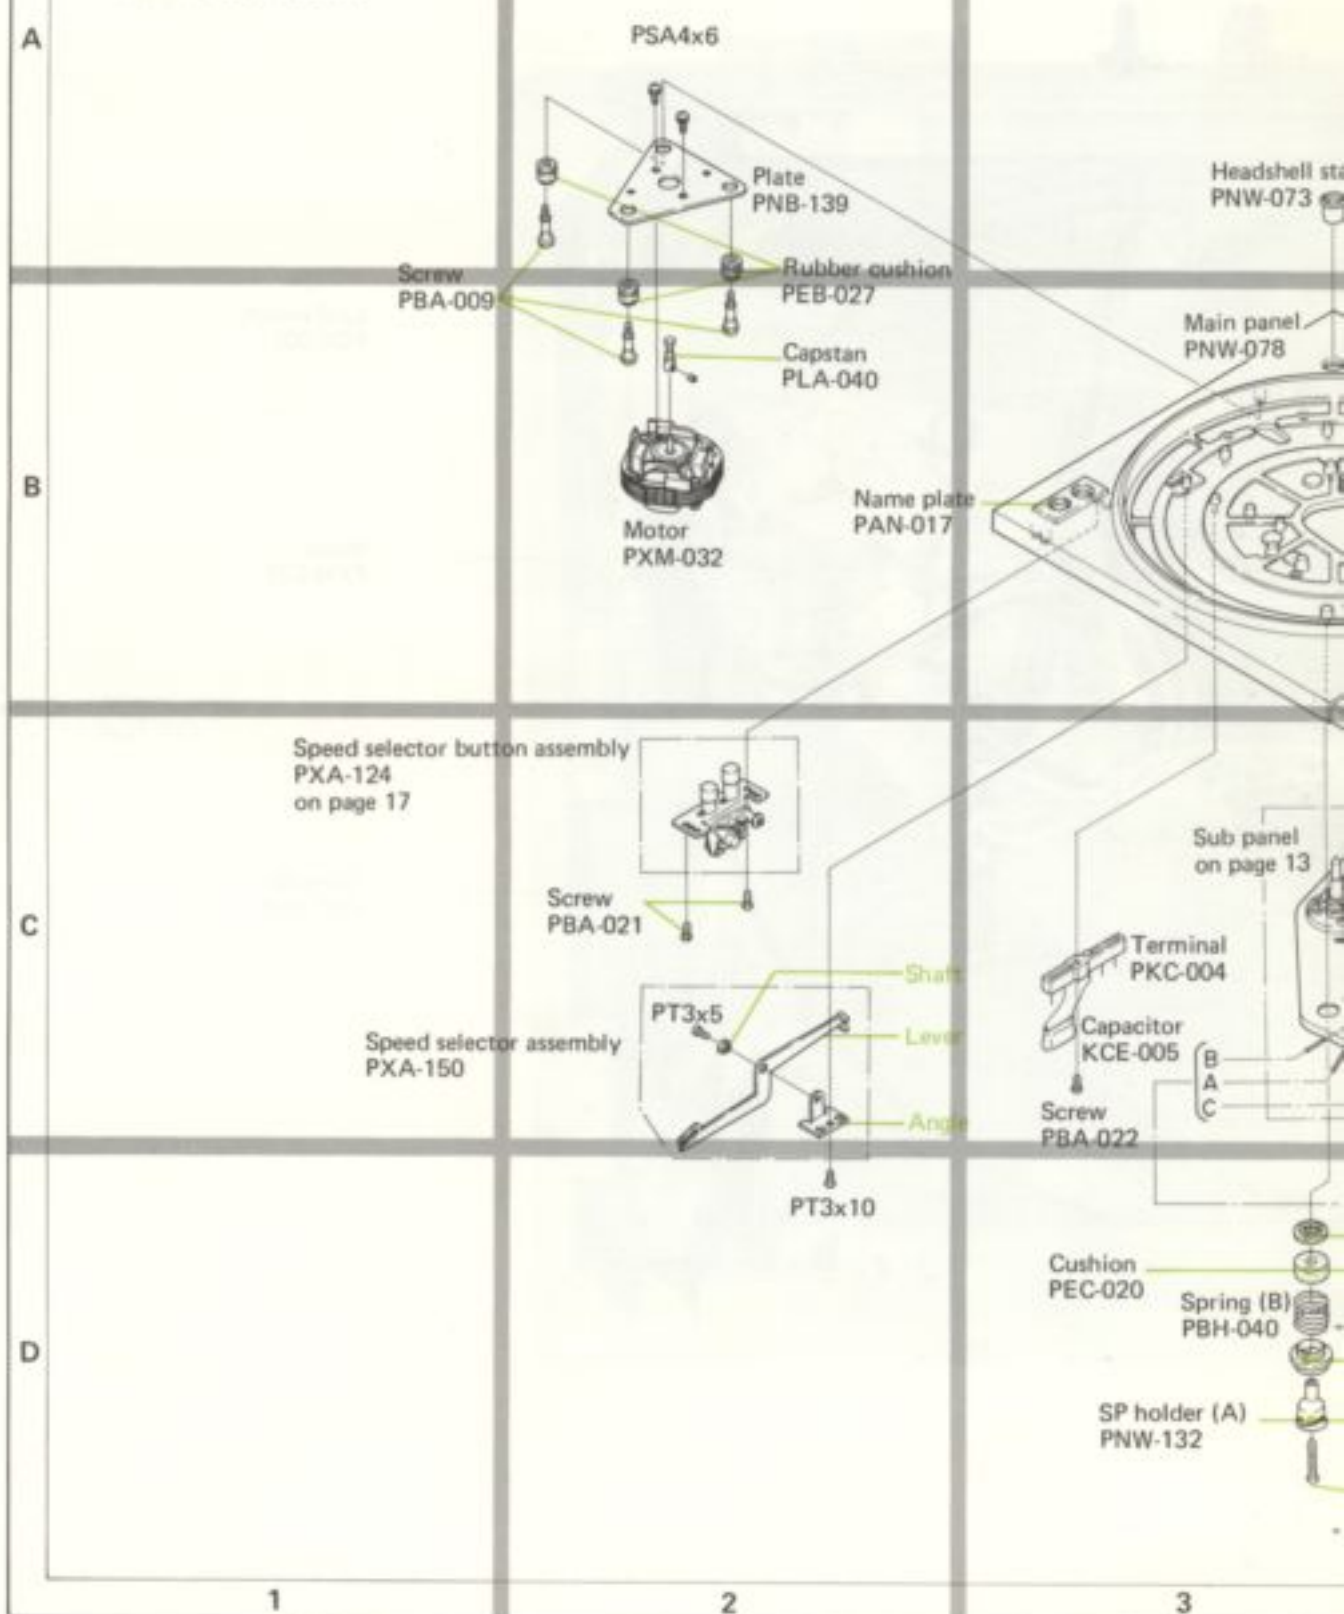 A
PSA4x6
Plate
PNB-139
Headshell
PNW-073
Screw
PBA-009
Rubber cushion
PEB-027
Main panel
PNW-078
Capstan
PLA-040
B
Name plate
PAN-017
Motor
PXM-032
Speed selector button assembly
PXA-124
on page 17
Sub panel
on page 13
Screw
PBA-021
C
Terminal
PKC-004
Shaft
PT3x5
Lever
Speed selector assembly
PXA-150
Capacitor
KCE-005
B
A
C
Angle
Screw
PBA-022
PT3x10
Cushion
PEC-020
Spring (B)
PBH-040
D
SP holder (A)
PNW-132
1
2
3